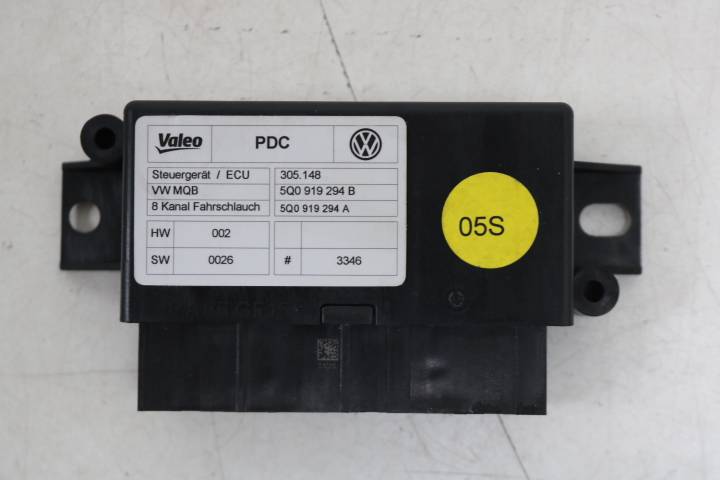 Valeo PDC VW
Steuergerät / ECU 305.148
VW MQB 5Q0 919 294 B
8 Kanal Fahrschlauch 5Q0 919 294 A
HW 002
SW 0026 # 3346
05S